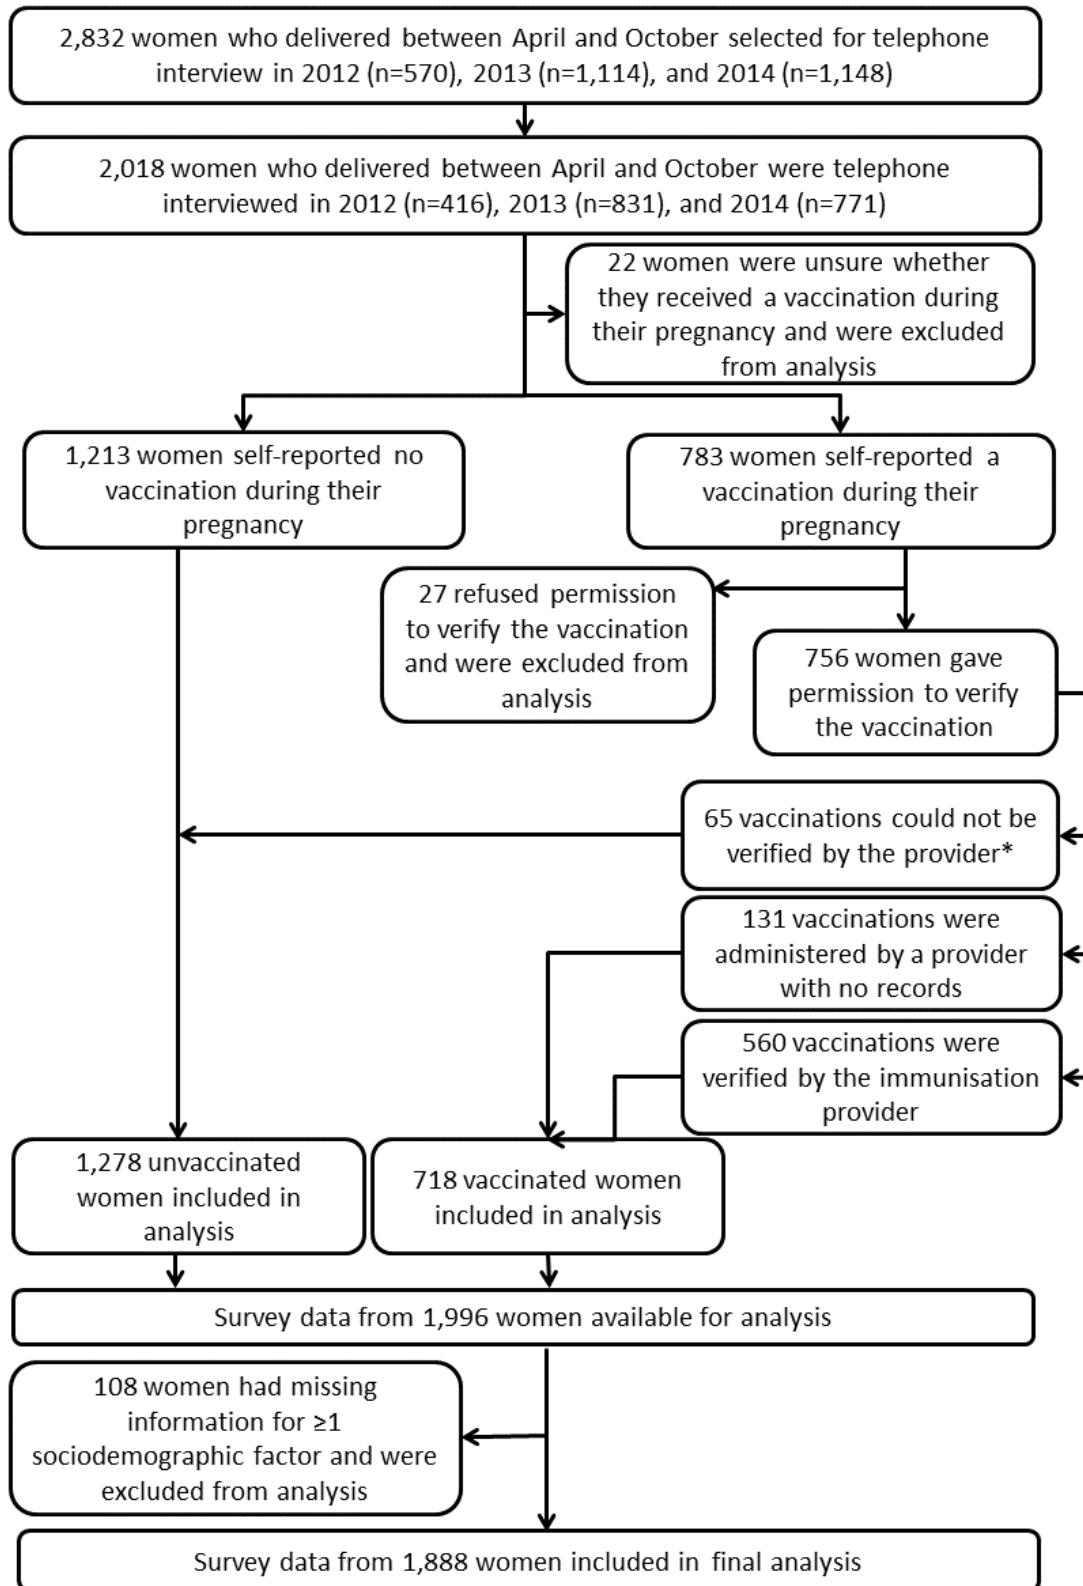 2,832 women who delivered between April and October selected for telephone
interview in 2012 (n=570), 2013 (n=1,114), and 2014 (n=1,148)
2,018 women who delivered between April and October were telephone
interviewed in 2012 (n=416), 2013 (n=831), and 2014 (n=771)
22 women were unsure whether
they received a vaccination during
their pregnancy and were excluded
from analysis
1,213 women self-reported no
vaccination during their
pregnancy
783 women self-reported a
vaccination during their
pregnancy
27 refused permission
to verify the vaccination
and were excluded from
analysis
756 women gave
permission to verify
the vaccination
65 vaccinations could not be
verified by the provider*
131 vaccinations were
administered by a provider
with no records
560 vaccinations were
verified by the immunisation
provider
1,278 unvaccinated
women included in
analysis
718 vaccinated women
included in analysis
Survey data from 1,996 women available for analysis
108 women had missing
information for ≥1
sociodemographic factor and were
excluded from analysis
Survey data from 1,888 women included in final analysis